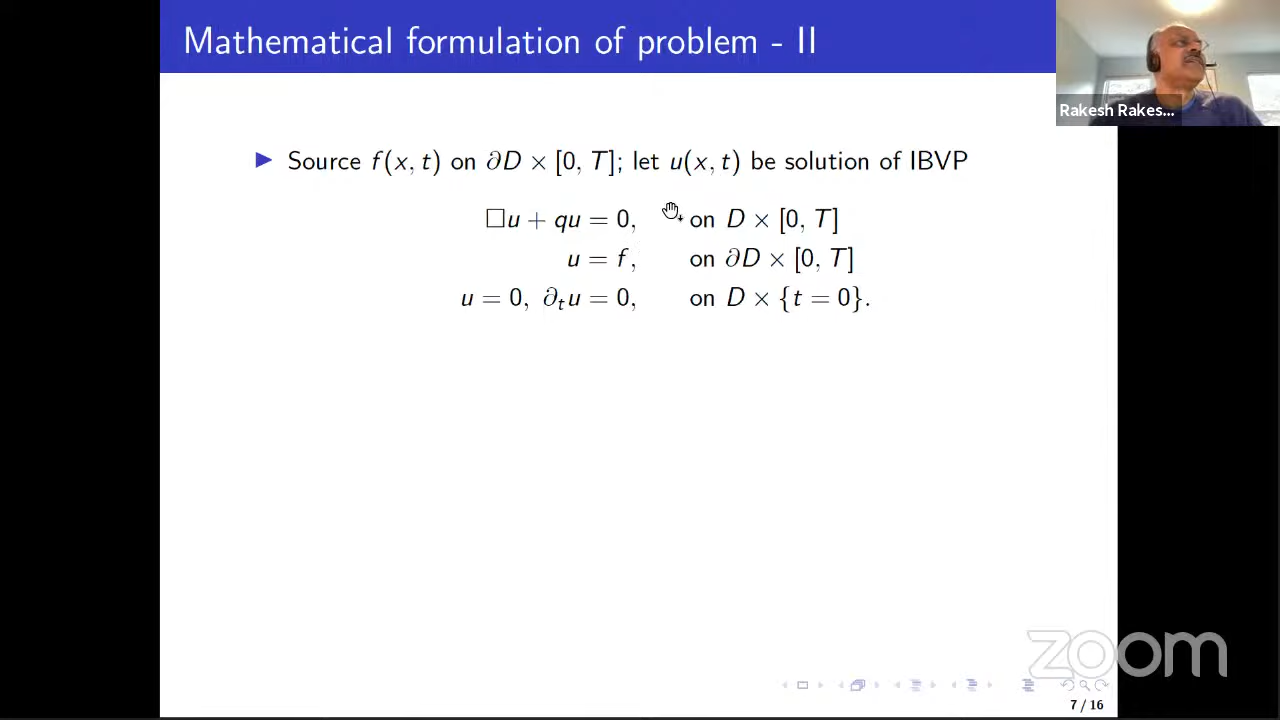 Mathematical formulation of problem - II
Rakesh Rakes...
▶ Source f(x, t) on ∂D × [0, T]; let u(x, t) be solution of IBVP
□u + qu = 0, on D × [0, T]
u = f, on ∂D × [0, T]
u = 0, ∂ₜu = 0, on D × {t = 0}.
zoom
7 / 16